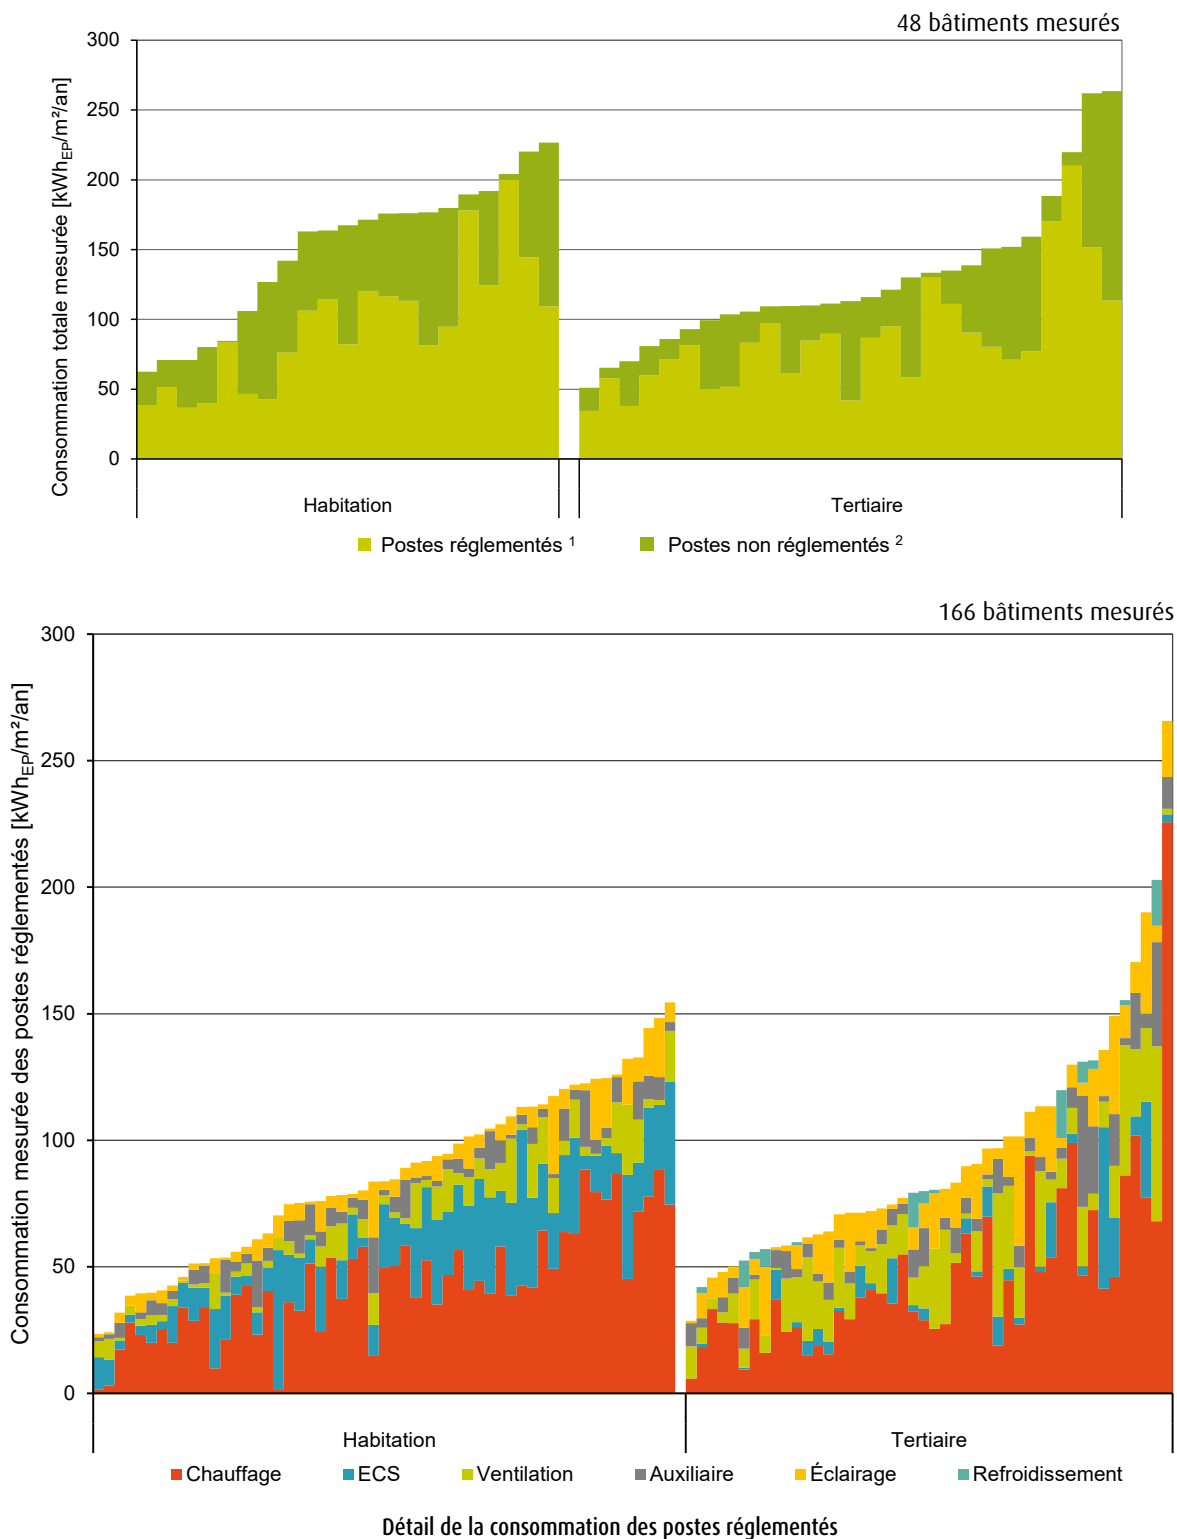 48 bâtiments mesurés
Consommation totale mesurée [kWhEP/m²/an]
300
250
200
150
100
50
0
Habitation
Tertiaire
Postes réglementés ¹
Postes non réglementés ²
166 bâtiments mesurés
Consommation mesurée des postes réglementés [kWhEP/m²/an]
300
250
200
150
100
50
0
Habitation
Tertiaire
Chauffage
ECS
Ventilation
Auxiliaire
Éclairage
Refroidissement
Détail de la consommation des postes réglementés